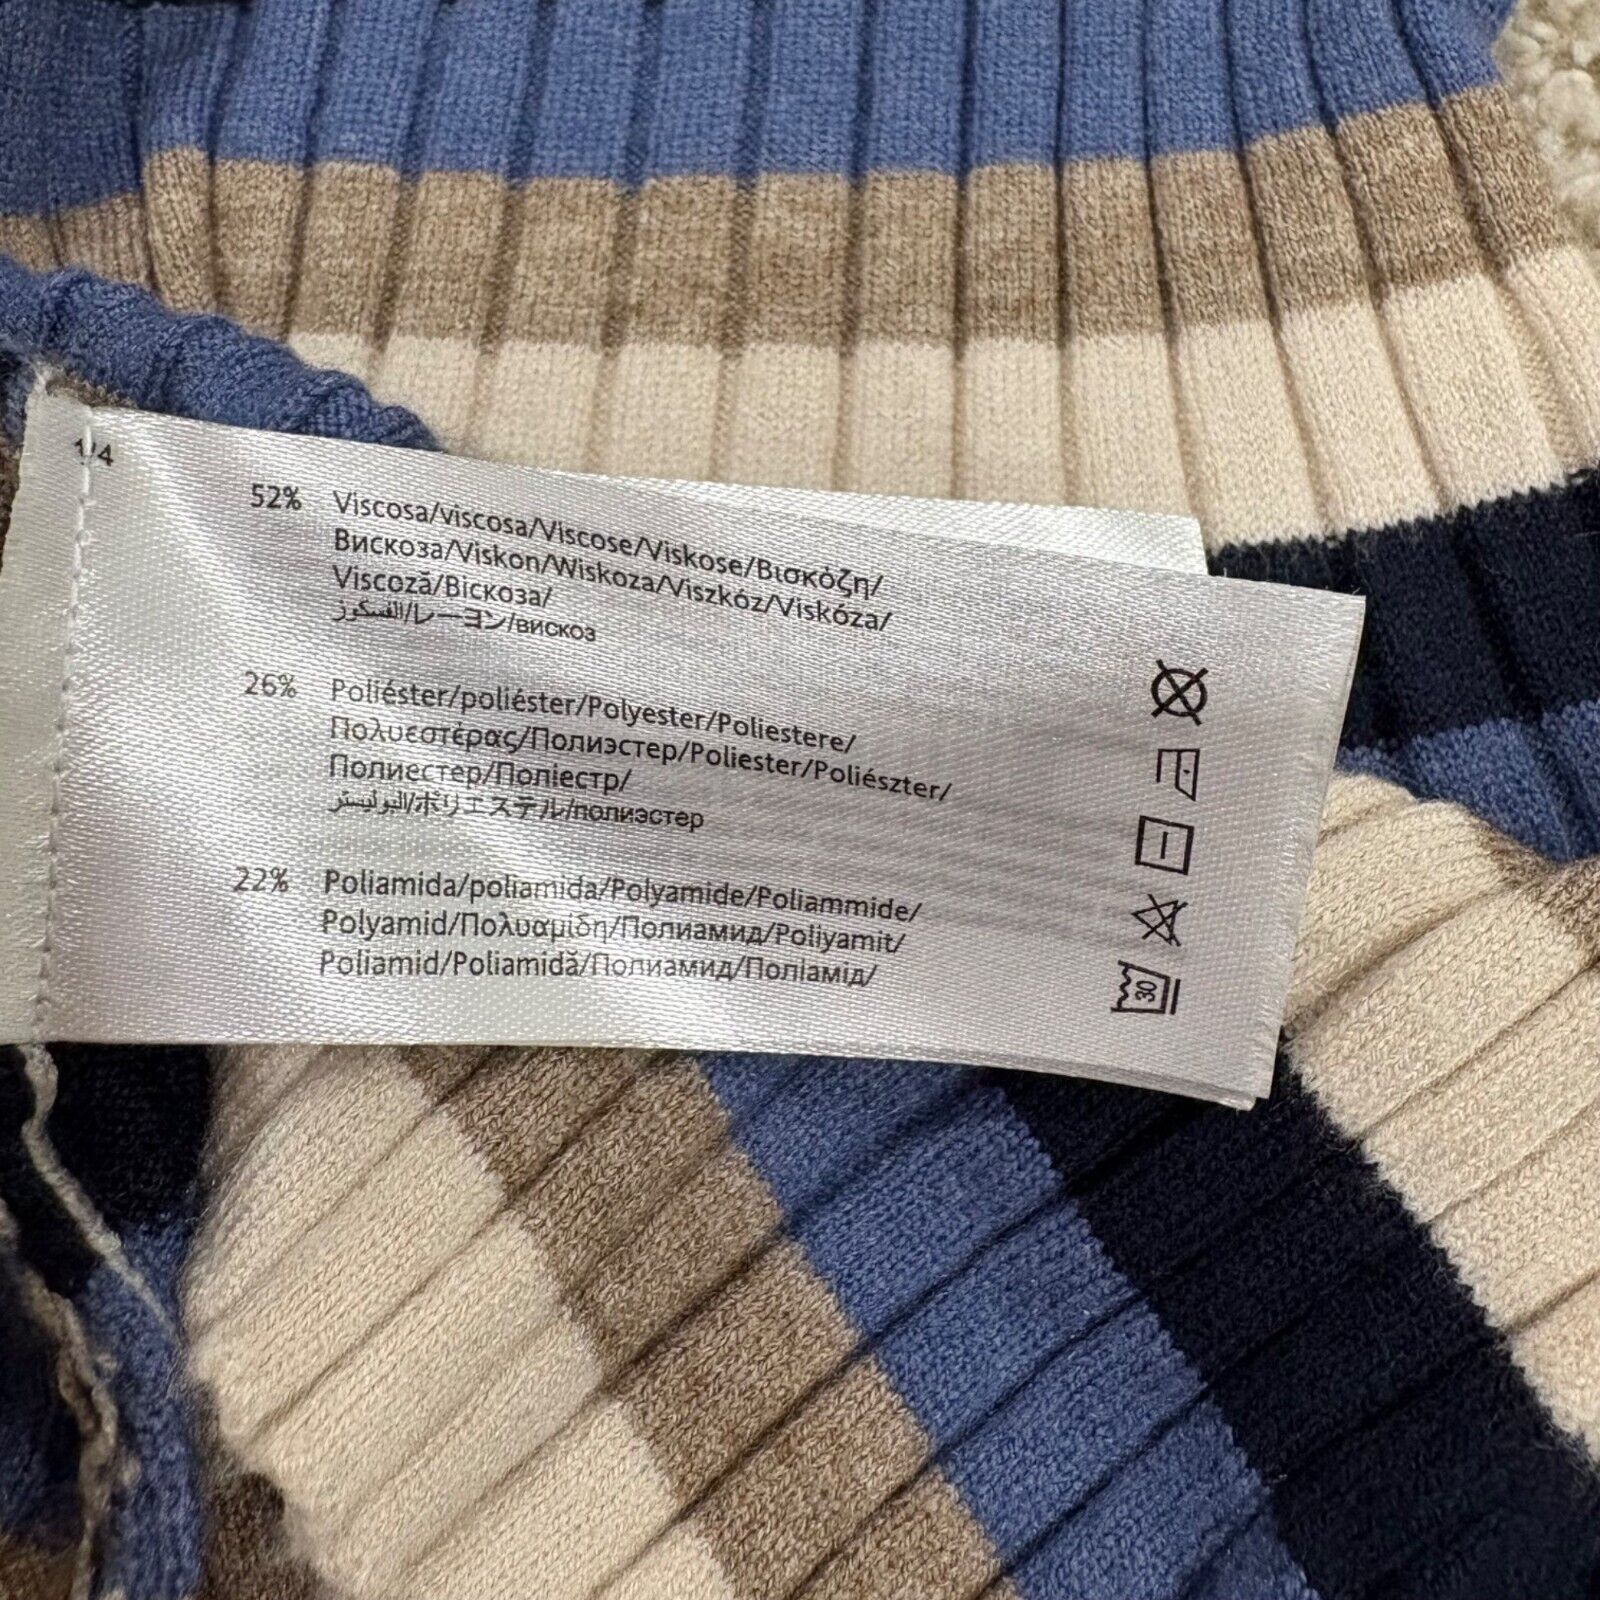 1/4
52% Viscosa/viscosa/Viscose/Viskose/Βισκόζη/
Вискоза/Viskon/Wiskoza/Viszkóz/Viskóza/
Viscoză/Віскоза/
الفسكوز/レーヨン/вискоз
26% Poliéster/poliéster/Polyester/Poliestere/
Πολυεστέρας/Полиэстер/Poliester/Poliészter/
Полиестер/Поліестр/
البوليستر/ポリエステル/полиэстер
22% Poliamida/poliamida/Polyamide/Poliammide/
Polyamid/Πολυαμίδη/Полиамид/Poliyamit/
Poliamid/Poliamidă/Полиамид/Поліамід/
30